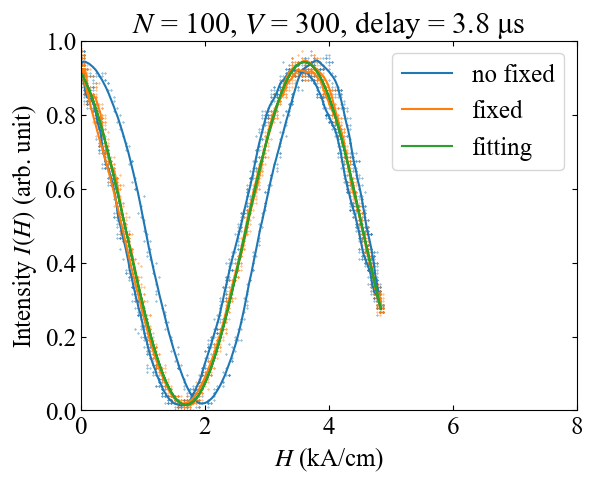 N = 100, V = 300, delay = 3.8 μs
Intensity I(H) (arb. unit)
1.0
0.8
0.6
0.4
0.2
0.0
no fixed
fixed
fitting
0 2 4 6 8
H (kA/cm)